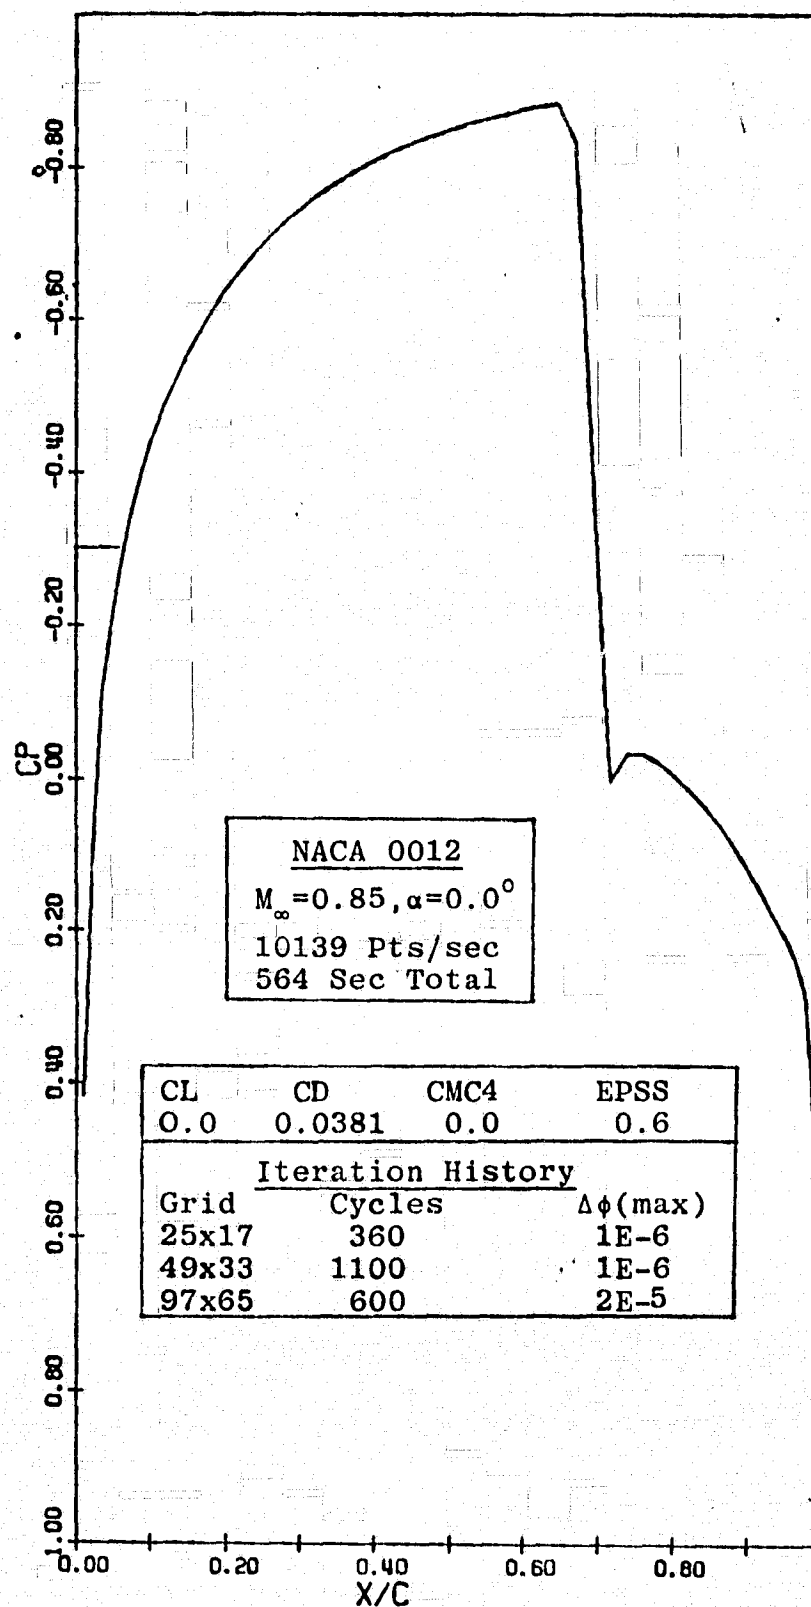 -0.80
-0.60
-0.40
-0.20
CP
0.00
0.20
0.40
0.60
0.80
1.00
NACA 0012
M∞=0.85, α=0.0°
10139 Pts/sec
564 Sec Total
CL CD CMC4 EPSS
0.0 0.0381 0.0 0.6
Iteration History
Grid Cycles Δϕ(max)
25x17 360 1E-6
49x33 1100 1E-6
97x65 600 2E-5
0.00 0.20 0.40 0.60 0.80
X/C